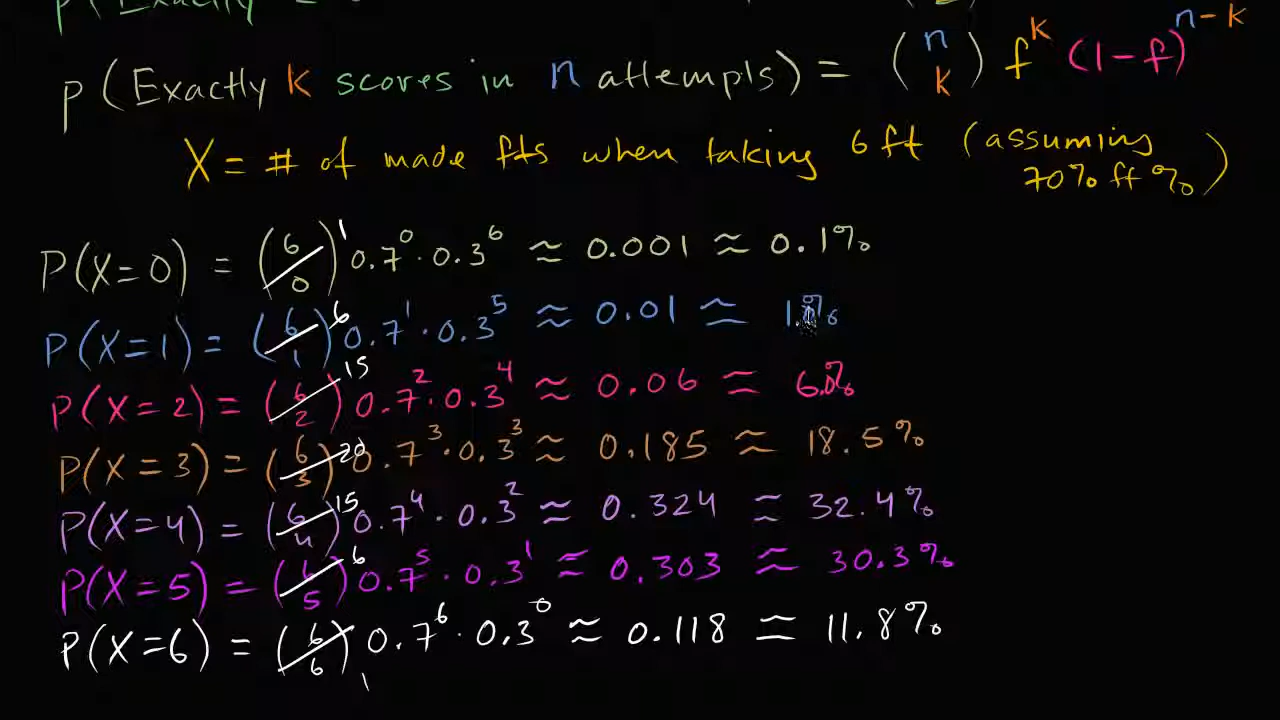 P(Exactly
P(Exactly k scores in n attempts) = (n k) f^k (1-f)^{n-k}
X = # of made fts when taking 6 ft (assuming 70% ft %)
P(X=0) = (6 0) 1 0.7^0 · 0.3^6 ≈ 0.001 ≈ 0.1%
P(X=1) = (6 1) 6 0.7^1 · 0.3^5 ≈ 0.01 ≈ 1.0%
P(X=2) = (6 2) 15 0.7^2 · 0.3^4 ≈ 0.06 ≈ 6.0%
P(X=3) = (6 3) 20 0.7^3 · 0.3^3 ≈ 0.185 ≈ 18.5%
P(X=4) = (6 4) 15 0.7^4 · 0.3^2 ≈ 0.324 ≈ 32.4%
P(X=5) = (6 5) 6 0.7^5 · 0.3^1 ≈ 0.303 ≈ 30.3%
P(X=6) = (6 6) 1 0.7^6 · 0.3^0 ≈ 0.118 ≈ 11.8%